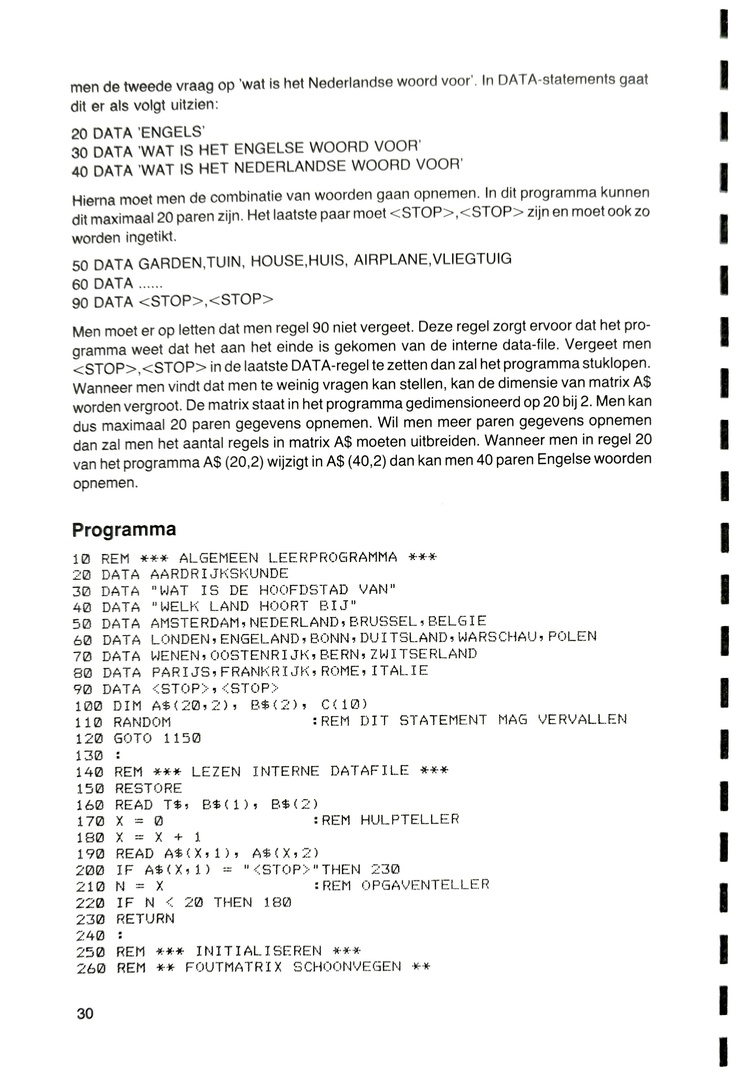 men de tweede vraag op 'wat is het Nederlandse woord voor'. In DATA-statements gaat
dit er als volgt uitzien:
20 DATA 'ENGELS'
30 DATA 'WAT IS HET ENGELSE WOORD VOOR'
40 DATA 'WAT IS HET NEDERLANDSE WOORD VOOR'
Hierna moet men de combinatie van woorden gaan opnemen. In dit programma kunnen
dit maximaal 20 paren zijn. Het laatste paar moet <STOP>,<STOP> zijn en moet ook zo
worden ingetikt.
50 DATA GARDEN,TUIN, HOUSE,HUIS, AIRPLANE,VLIEGTUIG
60 DATA ......
90 DATA <STOP>,<STOP>
Men moet er op letten dat men regel 90 niet vergeet. Deze regel zorgt ervoor dat het pro-
gramma weet dat het aan het einde is gekomen van de interne data-file. Vergeet men
<STOP>,<STOP> in de laatste DATA-regel te zetten dan zal het programma stuklopen.
Wanneer men vindt dat men te weinig vragen kan stellen, kan de dimensie van matrix A$
worden vergroot. De matrix staat in het programma gedimensioneerd op 20 bij 2. Men kan
dus maximaal 20 paren gegevens opnemen. Wil men meer paren gegevens opnemen
dan zal men het aantal regels in matrix A$ moeten uitbreiden. Wanneer men in regel 20
van het programma A$ (20,2) wijzigt in A$ (40,2) dan kan men 40 paren Engelse woorden
opnemen.
Programma
10 REM *** ALGEMEEN LEERPROGRAMMA ***
20 DATA AARDRIJKSKUNDE
30 DATA "WAT IS DE HOOFDSTAD VAN"
40 DATA "WELK LAND HOORT BIJ"
50 DATA AMSTERDAM,NEDERLAND,BRUSSEL,BELGIE
60 DATA LONDEN,ENGELAND,BONN,DUITSLAND,WARSCHAU,POLEN
70 DATA WENEN,OOSTENRIJK,BERN,ZWITSERLAND
80 DATA PARIJS,FRANKRIJK,ROME,ITALIE
90 DATA <STOP>,<STOP>
100 DIM A$(20,2), B$(2), C(10)
110 RANDOM :REM DIT STATEMENT MAG VERVALLEN
120 GOTO 1150
130 :
140 REM *** LEZEN INTERNE DATAFILE ***
150 RESTORE
160 READ T$, B$(1), B$(2)
170 X = 0 :REM HULPTELLER
180 X = X + 1
190 READ A$(X,1), A$(X,2)
200 IF A$(X,1) = "<STOP>"THEN 230
210 N = X :REM OPGAVENTELLER
220 IF N < 20 THEN 180
230 RETURN
240 :
250 REM *** INITIALISEREN ***
260 REM ** FOUTMATRIX SCHOONVEGEN **
30